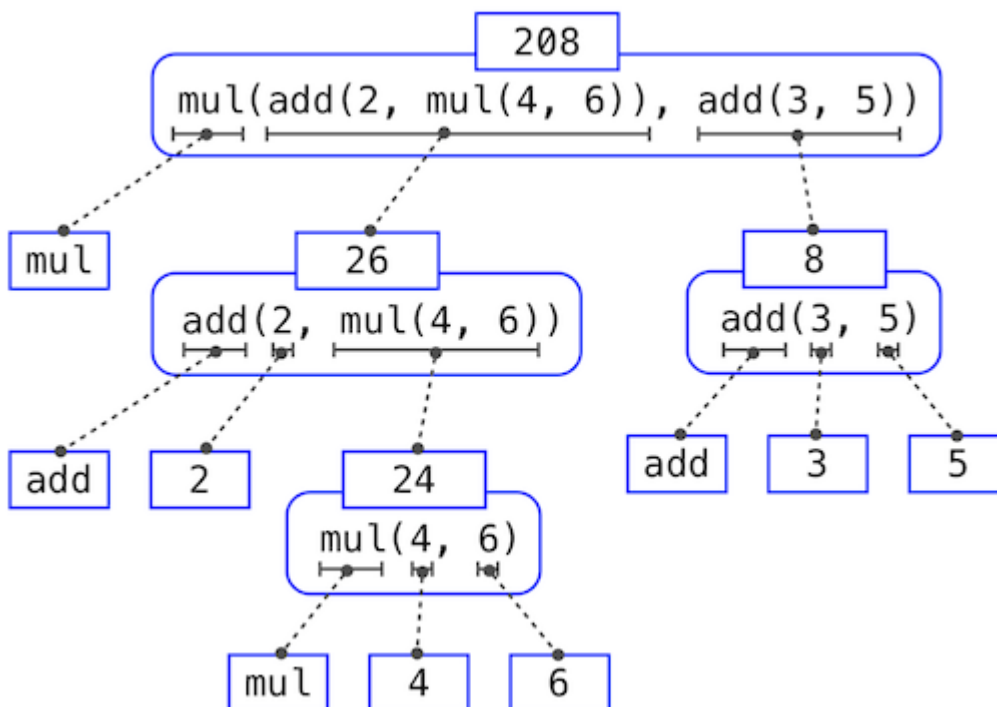 208
mul(add(2, mul(4, 6)), add(3, 5))
mul
26
8
add(2, mul(4, 6))
add(3, 5)
add
2
24
add
3
5
mul(4, 6)
mul
4
6